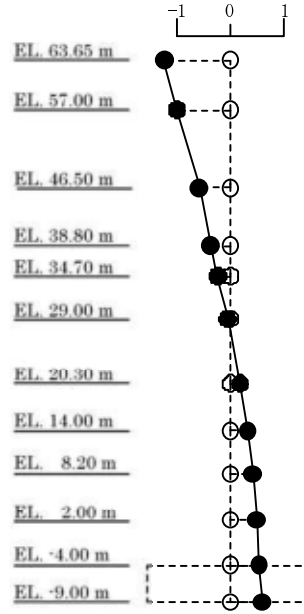 -1 0 1
EL. 63.65 m
EL. 57.00 m
EL. 46.50 m
EL. 38.80 m
EL. 34.70 m
EL. 29.00 m
EL. 20.30 m
EL. 14.00 m
EL. 8.20 m
EL. 2.00 m
EL. -4.00 m
EL. -9.00 m